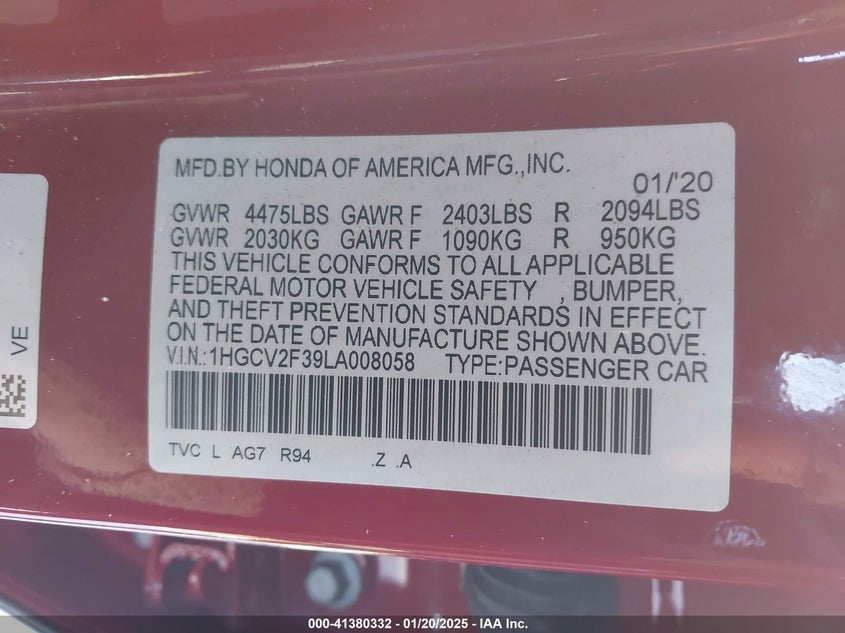 MFD.BY HONDA OF AMERICA MFG.,INC.
01/'20
GVWR 4475LBS GAWR F 2403LBS R 2094LBS
GVWR 2030KG GAWR F 1090KG R 950KG
THIS VEHICLE CONFORMS TO ALL APPLICABLE
FEDERAL MOTOR VEHICLE SAFETY , BUMPER,
AND THEFT PREVENTION STANDARDS IN EFFECT
ON THE DATE OF MANUFACTURE SHOWN ABOVE.
V.I.N.:1HGCV2F39LA008058 TYPE:PASSENGER CAR
TVC L AG7 R94 .Z .A
VE
000-41380332 - 01/20/2025 - IAA Inc.